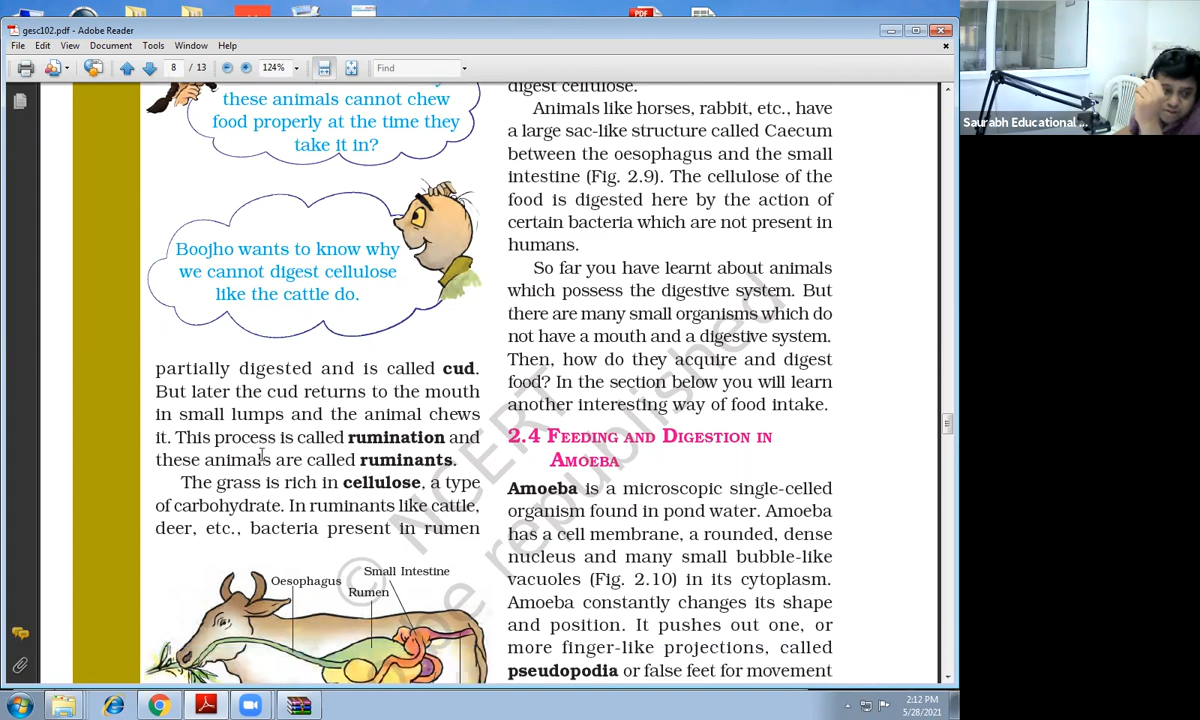 gesc102.pdf - Adobe Reader
File Edit View Document Tools Window Help
8 / 13 124% Find
these animals cannot chew
food properly at the time they
take it in?
Boojho wants to know why
we cannot digest cellulose
like the cattle do.
partially digested and is called cud.
But later the cud returns to the mouth
in small lumps and the animal chews
it. This process is called rumination and
these animals are called ruminants.
The grass is rich in cellulose, a type
of carbohydrate. In ruminants like cattle,
deer, etc., bacteria present in rumen
Oesophagus
Small Intestine
Rumen
digest cellulose.
Animals like horses, rabbit, etc., have
a large sac-like structure called Caecum
between the oesophagus and the small
intestine (Fig. 2.9). The cellulose of the
food is digested here by the action of
certain bacteria which are not present in
humans.
So far you have learnt about animals
which possess the digestive system. But
there are many small organisms which do
not have a mouth and a digestive system.
Then, how do they acquire and digest
food? In the section below you will learn
another interesting way of food intake.
2.4 FEEDING AND DIGESTION IN
AMOEBA
Amoeba is a microscopic single-celled
organism found in pond water. Amoeba
has a cell membrane, a rounded, dense
nucleus and many small bubble-like
vacuoles (Fig. 2.10) in its cytoplasm.
Amoeba constantly changes its shape
and position. It pushes out one, or
more finger-like projections, called
pseudopodia or false feet for movement
© NCERT
be republished
Saurabh Educational ...
PDF
2:12 PM
5/28/2021